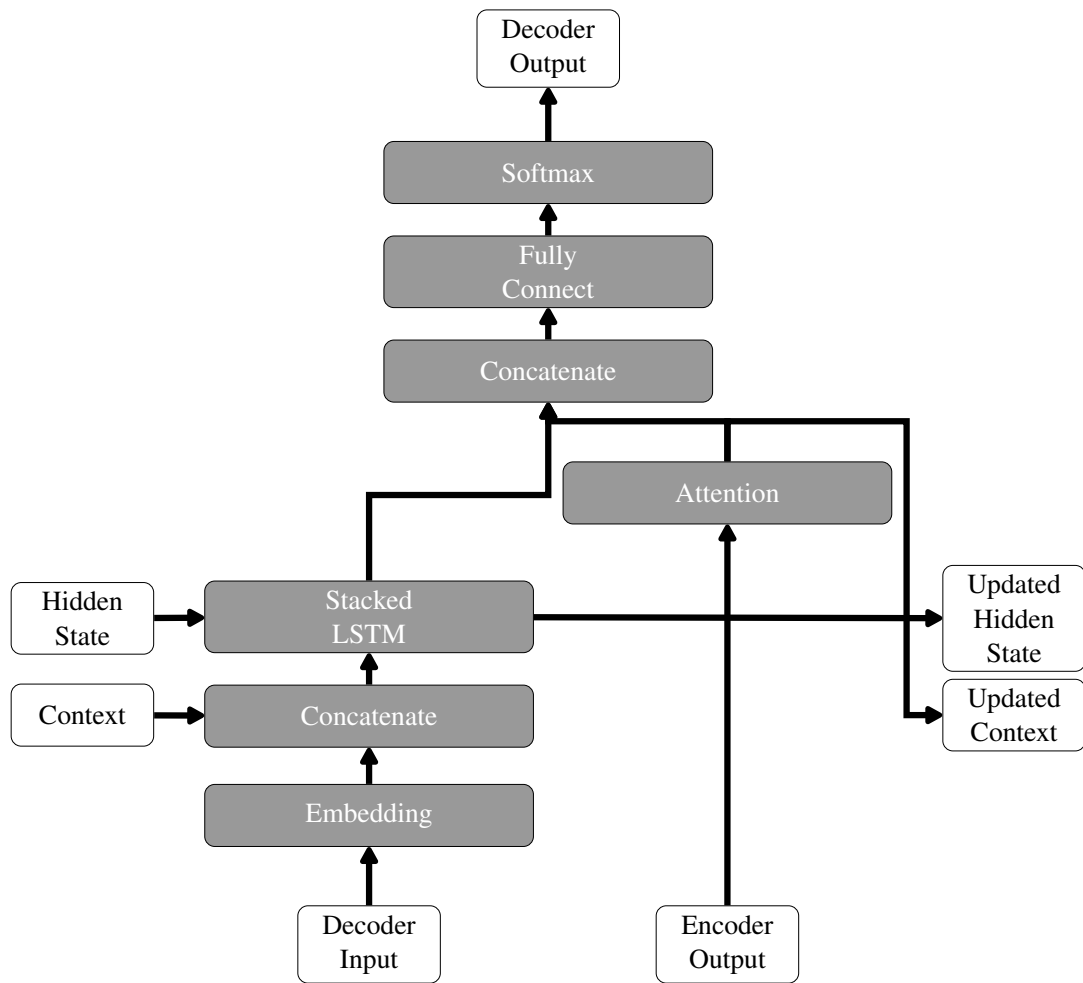 Decoder
Output
Softmax
Fully
Connect
Concatenate
Attention
Hidden
State
Stacked
LSTM
Updated
Hidden
State
Context
Concatenate
Updated
Context
Embedding
Decoder
Input
Encoder
Output